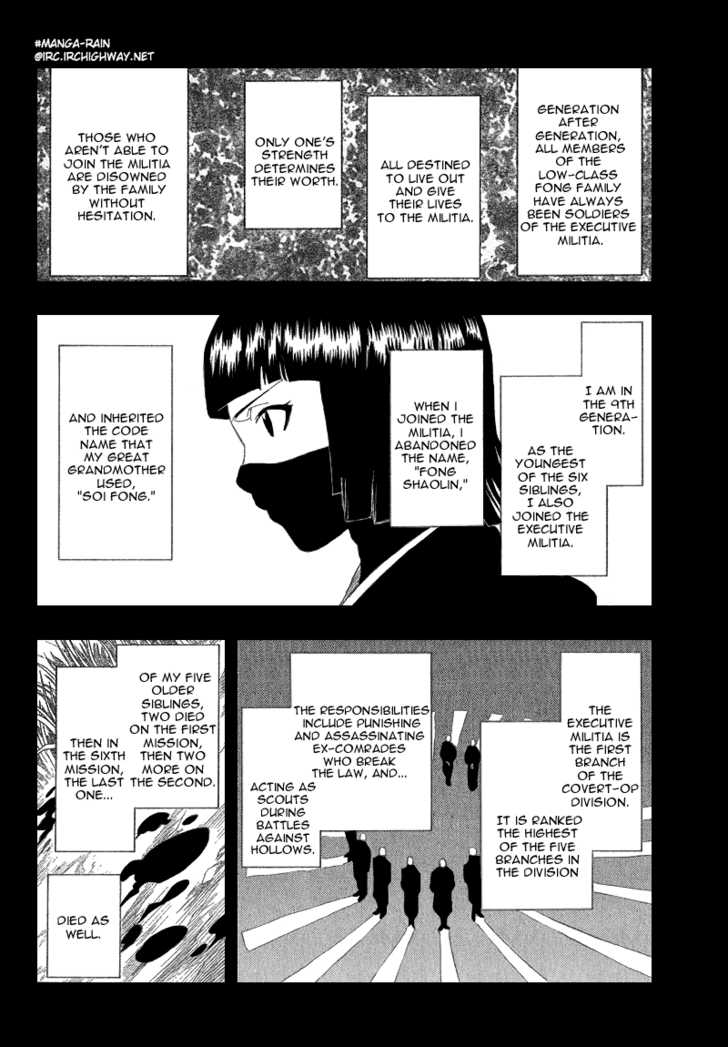 #MANGA-RAIN
@IRC.IRCHIGHWAY.NET
GENERATION
AFTER
GENERATION,
ALL MEMBERS
OF THE
LOW-CLASS
FONG FAMILY
HAVE ALWAYS
BEEN SOLDIERS
OF THE EXECUTIVE
MILITIA.
ALL DESTINED
TO LIVE OUT
AND GIVE
THEIR LIVES
TO THE MILITIA.
ONLY ONE'S
STRENGTH
DETERMINES
THEIR WORTH.
THOSE WHO
AREN'T ABLE TO
JOIN THE MILITIA
ARE DISOWNED
BY THE FAMILY
WITHOUT
HESITATION.
I AM IN
THE 9TH
GENERA-
TION.
AS THE
YOUNGEST
OF THE SIX
SIBLINGS,
I ALSO
JOINED THE
EXECUTIVE
MILITIA.
WHEN I
JOINED THE
MILITIA, I
ABANDONED
THE NAME,
"FONG
SHAOLIN,"
AND INHERITED
THE CODE
NAME THAT
MY GREAT
GRANDMOTHER
USED,
"SOI FONG."
THE
EXECUTIVE
MILITIA IS
THE FIRST
BRANCH
OF THE
COVERT-OP
DIVISION.
IT IS RANKED
THE HIGHEST
OF THE FIVE
BRANCHES IN
THE DIVISION
THE RESPONSIBILITIES
INCLUDE PUNISHING
AND ASSASSINATING
EX-COMRADES
WHO BREAK
THE LAW, AND...
ACTING AS
SCOUTS
DURING
BATTLES
AGAINST
HOLLOWS.
OF MY FIVE
OLDER
SIBLINGS,
TWO DIED
ON THE FIRST
MISSION,
THEN TWO
MORE ON
THE SECOND.
THEN IN
THE SIXTH
MISSION,
THE LAST
ONE...
DIED AS
WELL.